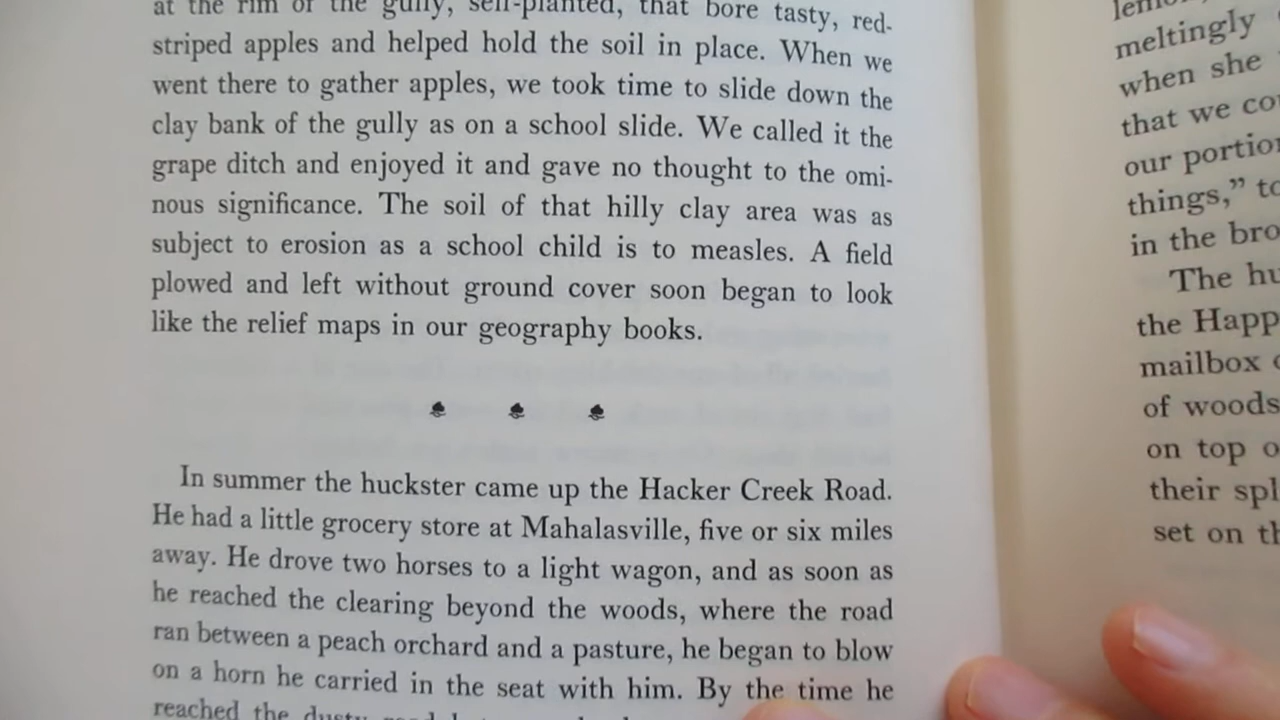 at the rim of the gully, self-planted, that bore tasty, red-
striped apples and helped hold the soil in place. When we
went there to gather apples, we took time to slide down the
clay bank of the gully as on a school slide. We called it the
grape ditch and enjoyed it and gave no thought to the omi-
nous significance. The soil of that hilly clay area was as
subject to erosion as a school child is to measles. A field
plowed and left without ground cover soon began to look
like the relief maps in our geography books.
In summer the huckster came up the Hacker Creek Road.
He had a little grocery store at Mahalasville, five or six miles
away. He drove two horses to a light wagon, and as soon as
he reached the clearing beyond the woods, where the road
ran between a peach orchard and a pasture, he began to blow
on a horn he carried in the seat with him. By the time he
reached the dusty
meltingly
when she
that we
our
things,"
in the
The
the
mailbox
of woods
on top
their
set on